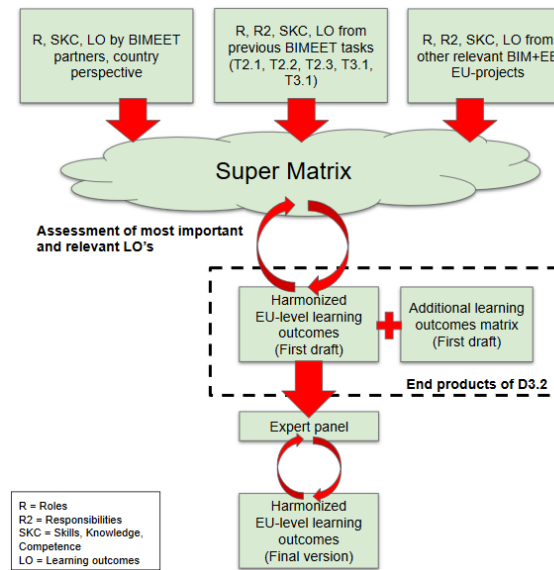 R, SKC, LO by BIMEET
partners, country
perspective
R, R2, SKC, LO from
previous BIMEET tasks
(T2.1, T2.2, T2.3, T3.1,
T3.1)
R, R2, SKC, LO from
other relevant BIM+EE
EU-projects
Super Matrix
Assessment of most important
and relevant LO's
Harmonized
EU-level learning
outcomes
(First draft)
Additional learning
outcomes matrix
(First draft)
End products of D3.2
Expert panel
Harmonized
EU-level learning
outcomes
(Final version)
R = Roles
R2 = Responsibilities
SKC = Skills, Knowledge,
Competence
LO = Learning outcomes